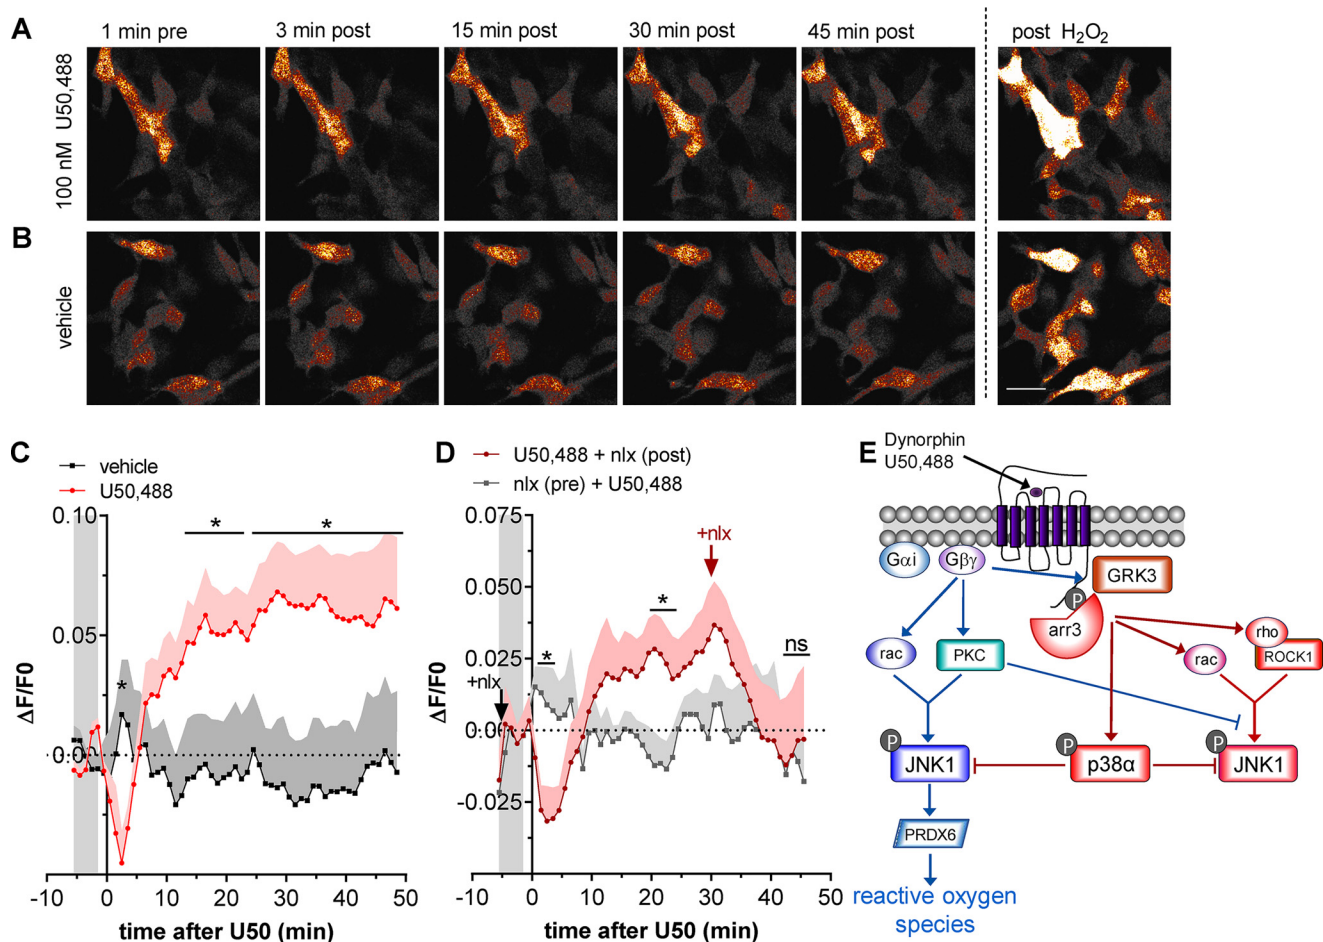 A
1 min pre
3 min post
15 min post
30 min post
45 min post
post H₂O₂
100 nM U50,488
B
vehicle
C
vehicle
U50,488
ΔF/F0
0.10
0.05
0.00
*
*
*
-10
0
10
20
30
40
50
time after U50 (min)
D
U50,488 + nlx (post)
nlx (pre) + U50,488
ΔF/F0
0.075
0.050
0.025
0.00
-0.025
+nlx
*
*
+nlx
ns
-10
0
10
20
30
40
50
time after U50 (min)
E
Dynorphin
U50,488
Gαi
Gβγ
GRK3
P
arr3
rac
PKC
rac
rho
ROCK1
P
JNK1
P
p38α
P
JNK1
PRDX6
reactive oxygen
species